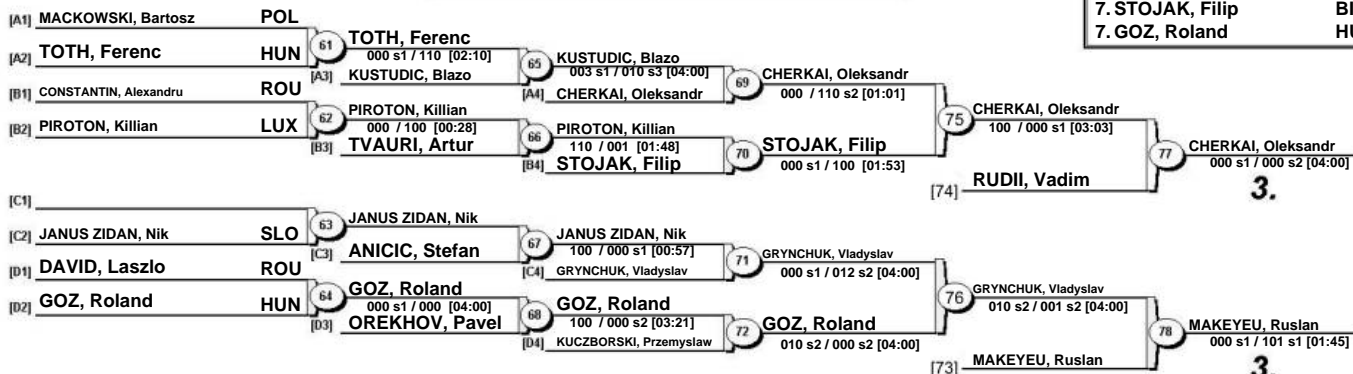 7. STOJAK, Filip
7. GOZ, Roland HU
[A1] MACKOWSKI, Bartosz POL
[A2] TOTH, Ferenc HUN
61 TOTH, Ferenc
000 s1 / 110 [02:10]
[A3] KUSTUDIC, Blazo
[B1] CONSTANTIN, Alexandru ROU
[B2] PIROTON, Killian LUX
62 PIROTON, Killian
000 / 100 [00:28]
[B3] TVAURI, Artur
65 KUSTUDIC, Blazo
003 s1 / 010 s3 [04:00]
[A4] CHERKAI, Oleksandr
66 PIROTON, Killian
110 / 001 [01:48]
[B4] STOJAK, Filip
69 CHERKAI, Oleksandr
000 / 110 s2 [01:01]
70 STOJAK, Filip
000 s1 / 100 [01:53]
75 CHERKAI, Oleksandr
100 / 000 s1 [03:03]
[74] RUDII, Vadim
77 CHERKAI, Oleksandr
000 s1 / 000 s2 [04:00]
3.
[C1]
[C2] JANUS ZIDAN, Nik SLO
63 JANUS ZIDAN, Nik
[C3] ANICIC, Stefan
[D1] DAVID, Laszlo ROU
[D2] GOZ, Roland HUN
64 GOZ, Roland
000 s1 / 000 [04:00]
[D3] OREKHOV, Pavel
67 JANUS ZIDAN, Nik
100 / 000 s1 [00:57]
[C4] GRYNCHUK, Vladyslav
68 GOZ, Roland
100 / 000 s2 [03:21]
[D4] KUCZBORSKI, Przemyslaw
71 GRYNCHUK, Vladyslav
000 s1 / 012 s2 [04:00]
72 GOZ, Roland
010 s2 / 000 s2 [04:00]
76 GRYNCHUK, Vladyslav
010 s2 / 001 s2 [04:00]
[73] MAKEYEU, Ruslan
78 MAKEYEU, Ruslan
000 s1 / 101 s1 [01:45]
3.